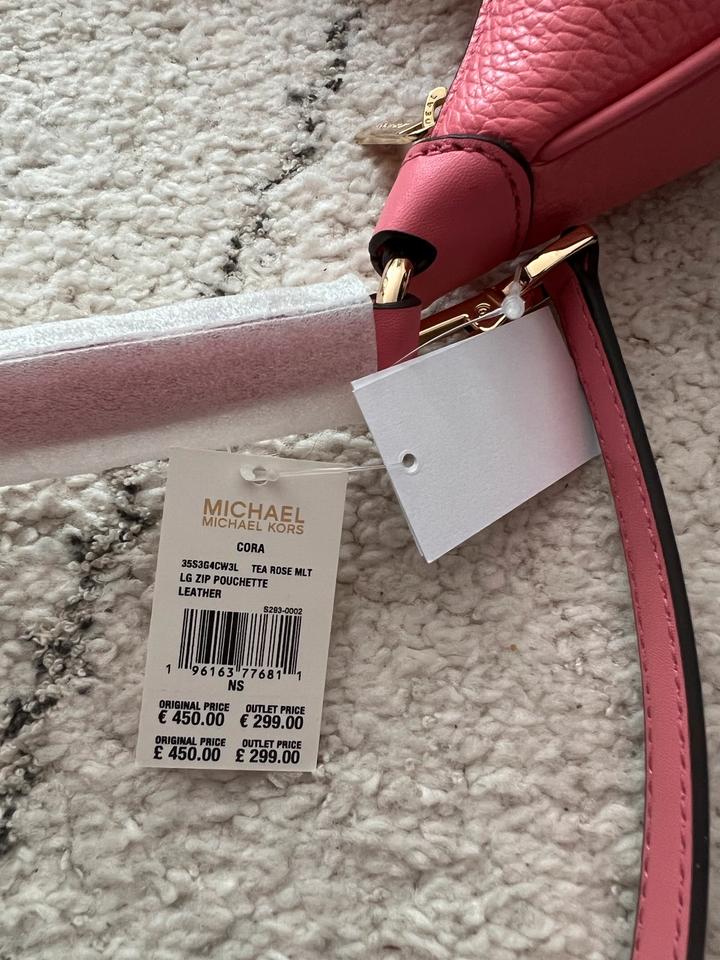 MICHAEL
MICHAEL KORS
CORA
35S3G4CW3L TEA ROSE MLT
LG ZIP POUCHETTE
LEATHER
S293-0002
1 96163 77681 1
NS
ORIGINAL PRICE OUTLET PRICE
€ 450.00 € 299.00
ORIGINAL PRICE OUTLET PRICE
£ 450.00 £ 299.00